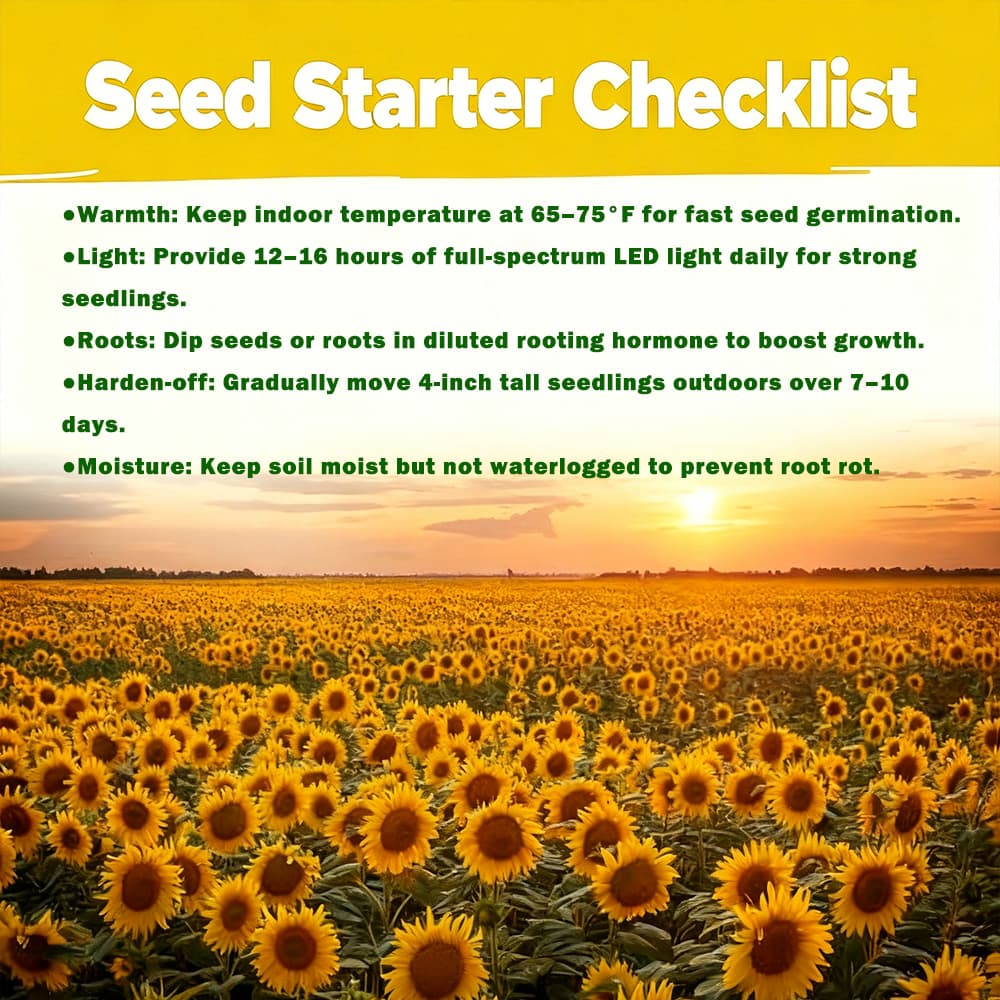 Seed Starter Checklist
●Warmth: Keep indoor temperature at 65–75°F for fast seed germination.
●Light: Provide 12–16 hours of full-spectrum LED light daily for strong
seedlings.
●Roots: Dip seeds or roots in diluted rooting hormone to boost growth.
●Harden-off: Gradually move 4-inch tall seedlings outdoors over 7–10
days.
●Moisture: Keep soil moist but not waterlogged to prevent root rot.